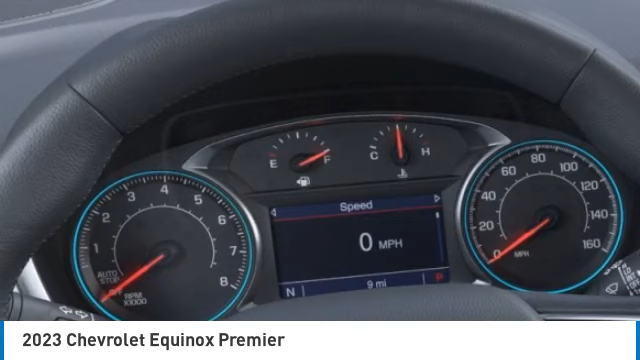 E F
C H
1 2 3 4 5 6 7 8
AUTO
STOP
OFF
RPM
X1000
Speed
0 MPH
N 9 mi P
0 20 40 60 80 100 120 140 160
MPH
2023 Chevrolet Equinox Premier